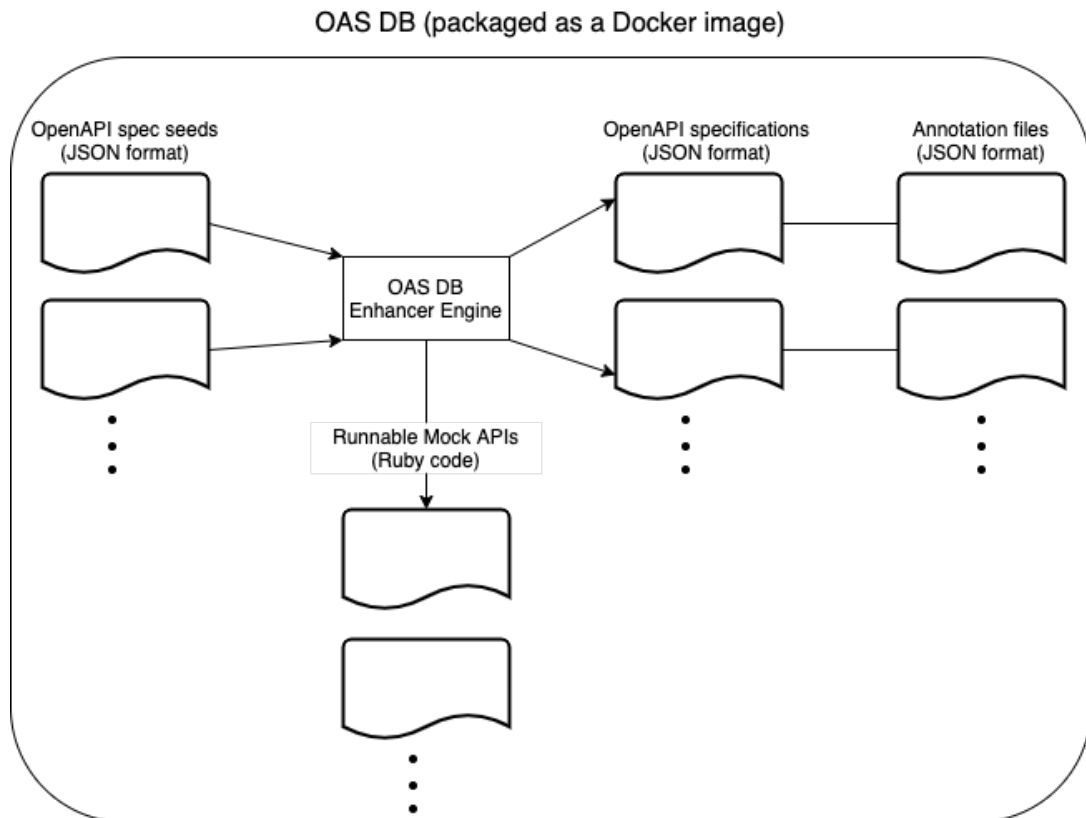 OAS DB (packaged as a Docker image)
OpenAPI spec seeds
(JSON format)
OpenAPI specifications
(JSON format)
Annotation files
(JSON format)
OAS DB
Enhancer Engine
Runnable Mock APIs
(Ruby code)